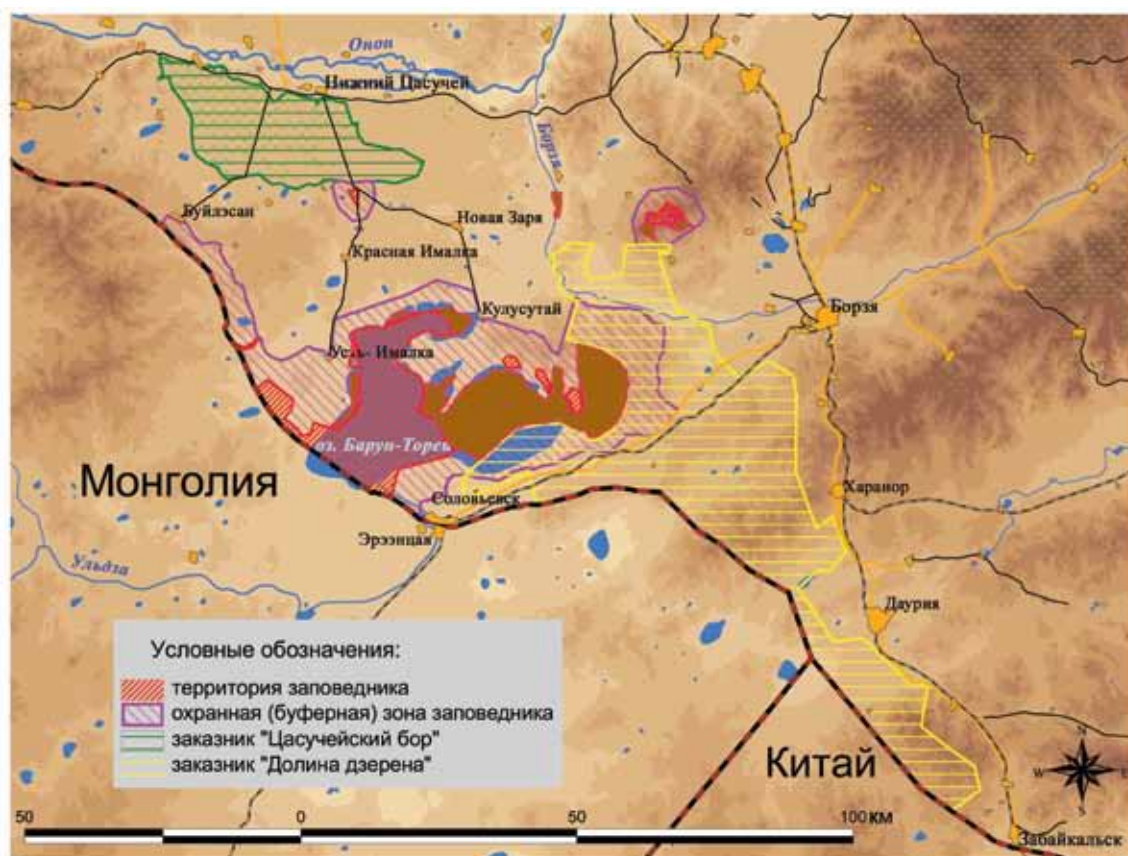 Онон
Нижний Цасучей
Борзя
Буйлэсан
Новая Заря
Красная Ималка
Кулусутай
Борзя
Усть-Ималка
оз. Барун-Торей
Монголия
Соловьевск
Харанор
Эрээнцав
Ульдза
Даурия
Условные обозначения:
территория заповедника
охранная (буферная) зона заповедника
заказник "Цасучейский бор"
заказник "Долина дзерена"
Китай
N
W E
S
50 0 50 100 км
Забайкальск